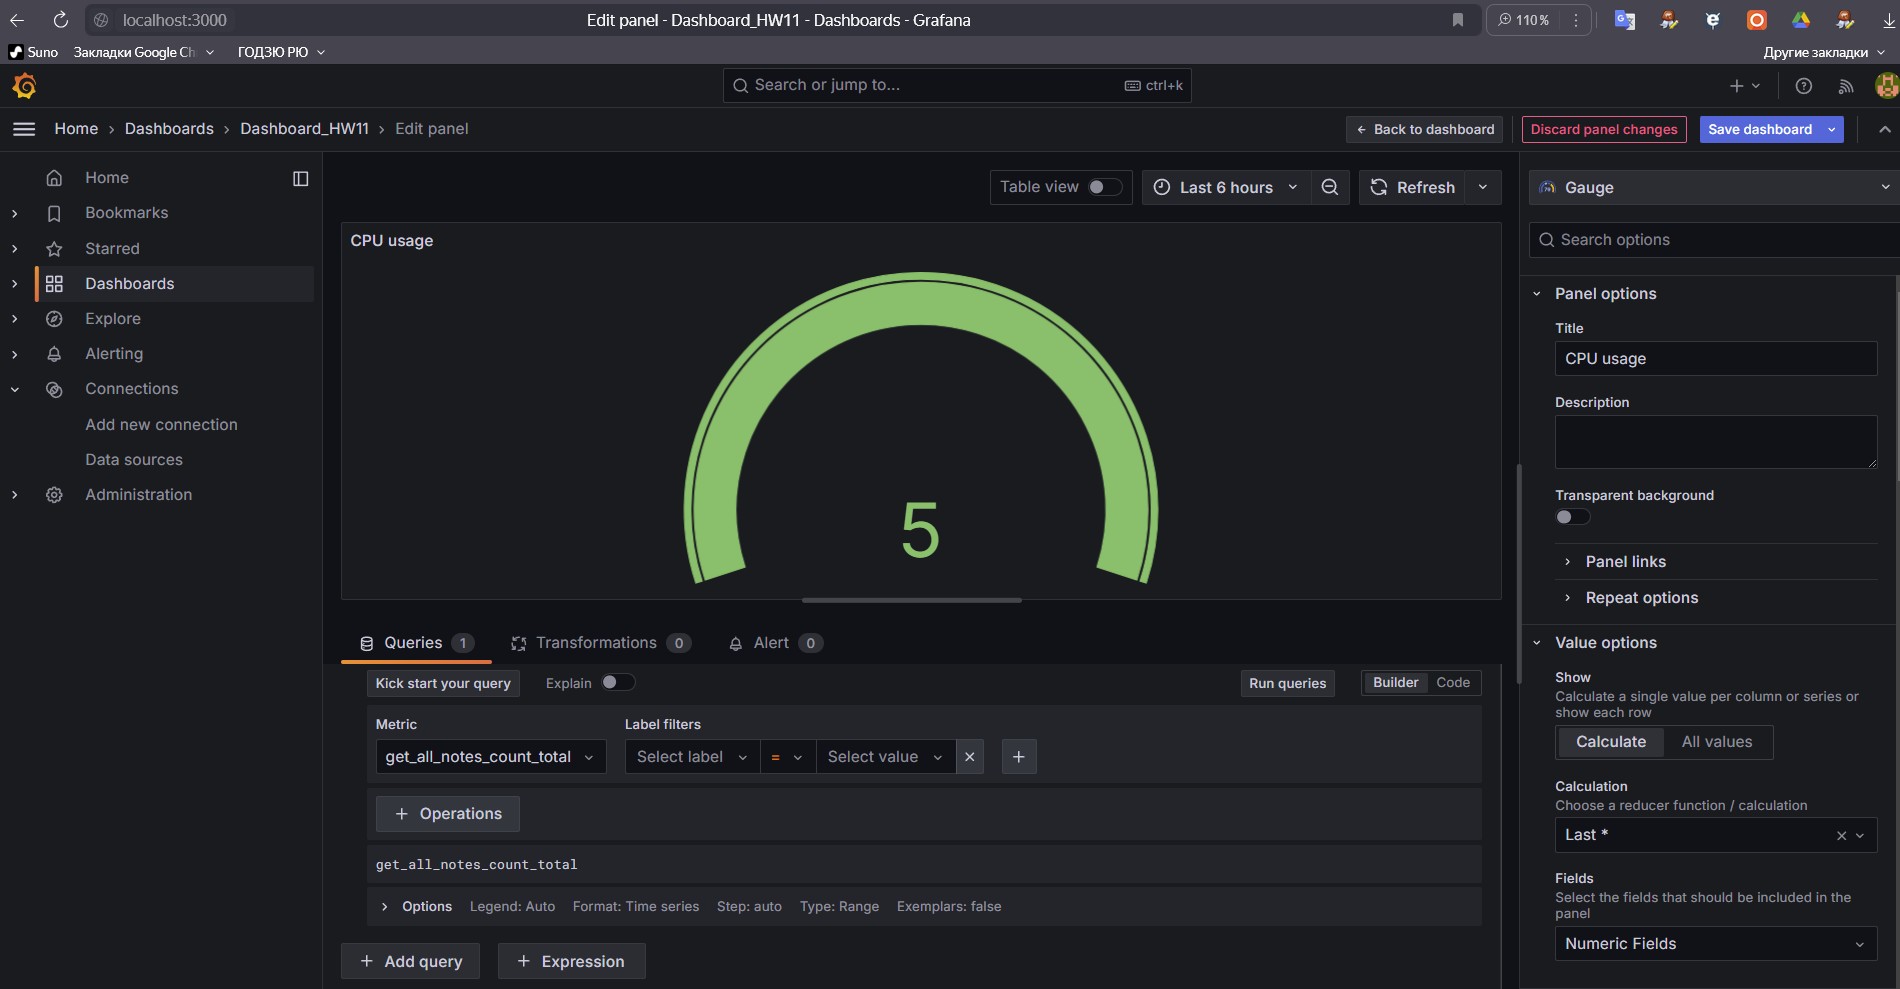 localhost:3000
Edit panel - Dashboard_HW11 - Dashboards - Grafana
110%
Suno
Закладки Google Ch
ГОДЗЮ РЮ
Другие закладки
Search or jump to...
ctrl+k
Home › Dashboards › Dashboard_HW11 › Edit panel
← Back to dashboard
Discard panel changes
Save dashboard
Home
Bookmarks
Starred
Dashboards
Explore
Alerting
Connections
Add new connection
Data sources
Administration
Table view
Last 6 hours
Refresh
CPU usage
5
Queries 1
Transformations 0
Alert 0
Kick start your query
Explain
Run queries
Builder
Code
Metric
Label filters
get_all_notes_count_total
Select label
=
Select value
+
+ Operations
get_all_notes_count_total
Options Legend: Auto Format: Time series Step: auto Type: Range Exemplars: false
+ Add query
+ Expression
Gauge
Search options
Panel options
Title
CPU usage
Description
Transparent background
Panel links
Repeat options
Value options
Show
Calculate a single value per column or series or
show each row
Calculate
All values
Calculation
Choose a reducer function / calculation
Last *
Fields
Select the fields that should be included in the
panel
Numeric Fields